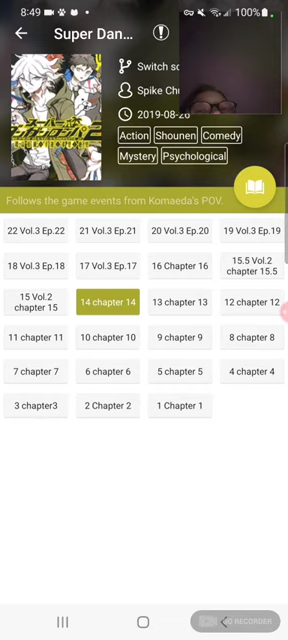 8:49 100%
Super Dan...
Switch
Spike
2019-08-26
Action Shounen Comedy
Mystery Psychological
Follows the game events from Komaeda's POV.
22 Vol.3 Ep.22 21 Vol.3 Ep.21 20 Vol.3 Ep.20 19 Vol.3 Ep.19
18 Vol.3 Ep.18 17 Vol.3 Ep.17 16 Chapter 16 15.5 Vol.2
chapter 15.5
15 Vol.2
chapter 15 14 chapter 14 13 chapter 13 12 chapter 12
11 chapter 11 10 chapter 10 9 chapter 9 8 chapter 8
7 chapter 7 6 chapter 6 5 chapter 5 4 chapter 4
3 chapter3 2 Chapter 2 1 Chapter 1
RECORDER